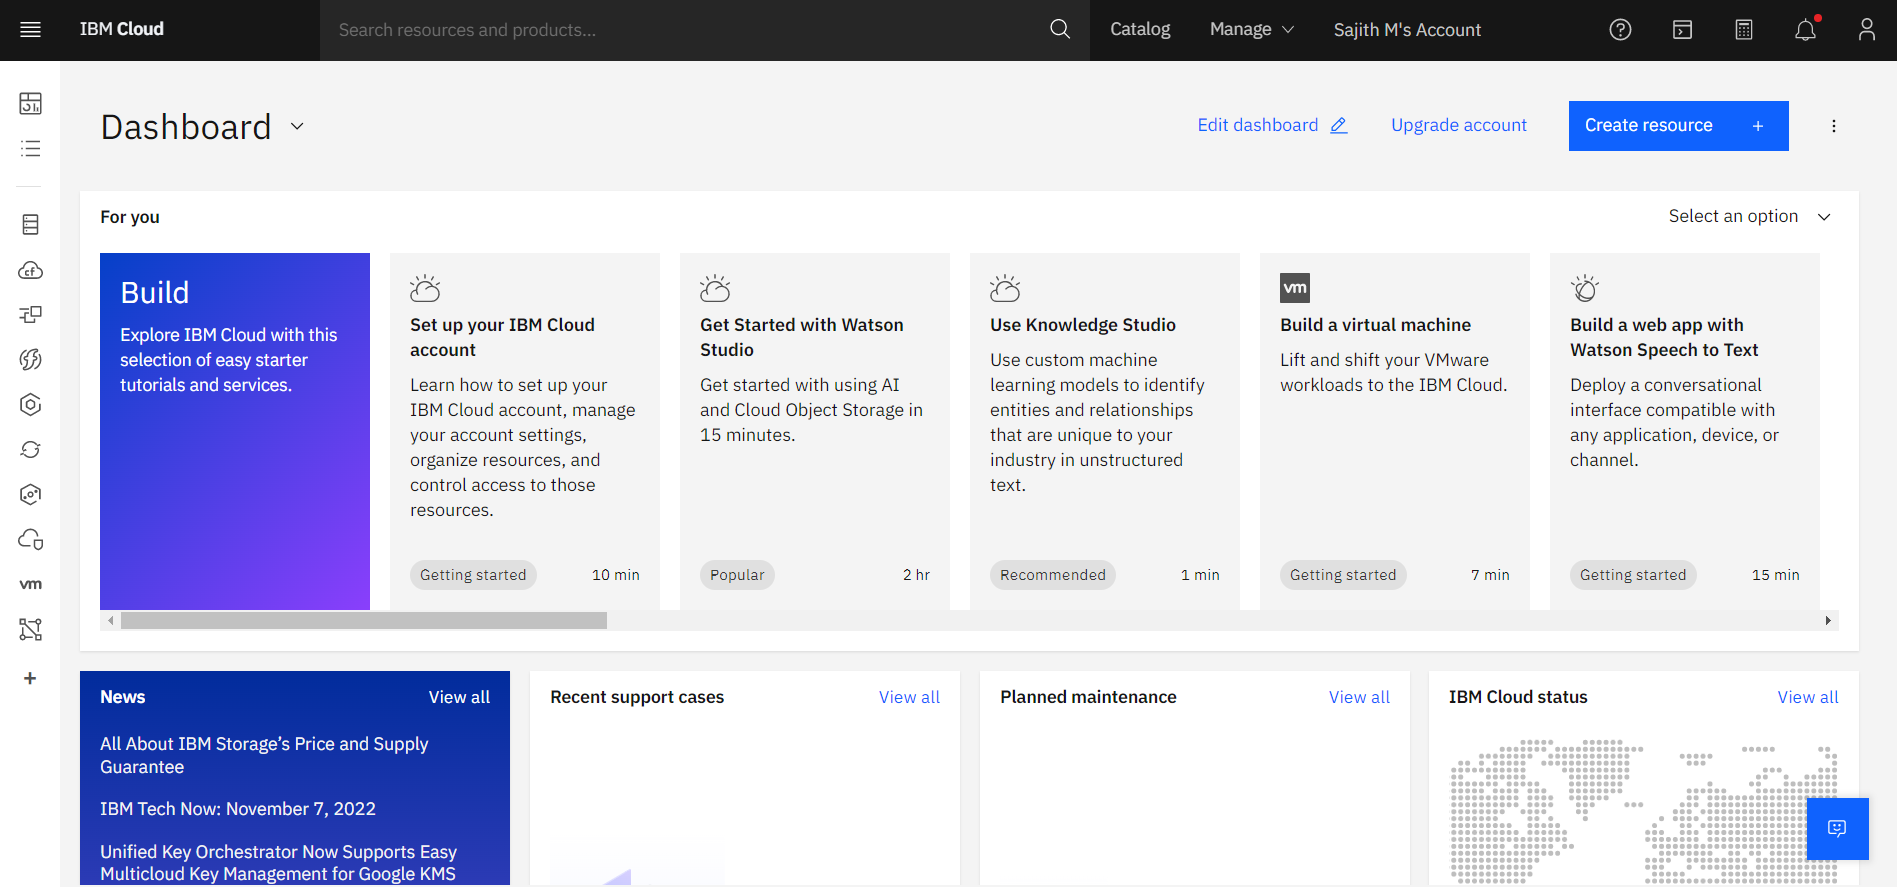 IBM Cloud
Search resources and products...
Catalog
Manage
Sajith M's Account
Dashboard
Edit dashboard
Upgrade account
Create resource +
For you
Select an option
Build
Explore IBM Cloud with this
selection of easy starter
tutorials and services.
Set up your IBM Cloud
account
Learn how to set up your
IBM Cloud account, manage
your account settings,
organize resources, and
control access to those
resources.
Getting started
10 min
Get Started with Watson
Studio
Get started with using AI
and Cloud Object Storage in
15 minutes.
Popular
2 hr
Use Knowledge Studio
Use custom machine
learning models to identify
entities and relationships
that are unique to your
industry in unstructured
text.
Recommended
1 min
vm
Build a virtual machine
Lift and shift your VMware
workloads to the IBM Cloud.
Getting started
7 min
Build a web app with
Watson Speech to Text
Deploy a conversational
interface compatible with
any application, device, or
channel.
Getting started
15 min
cf
vm
+
News
View all
All About IBM Storage’s Price and Supply
Guarantee
IBM Tech Now: November 7, 2022
Unified Key Orchestrator Now Supports Easy
Multicloud Key Management for Google KMS
Recent support cases
View all
Planned maintenance
View all
IBM Cloud status
View all